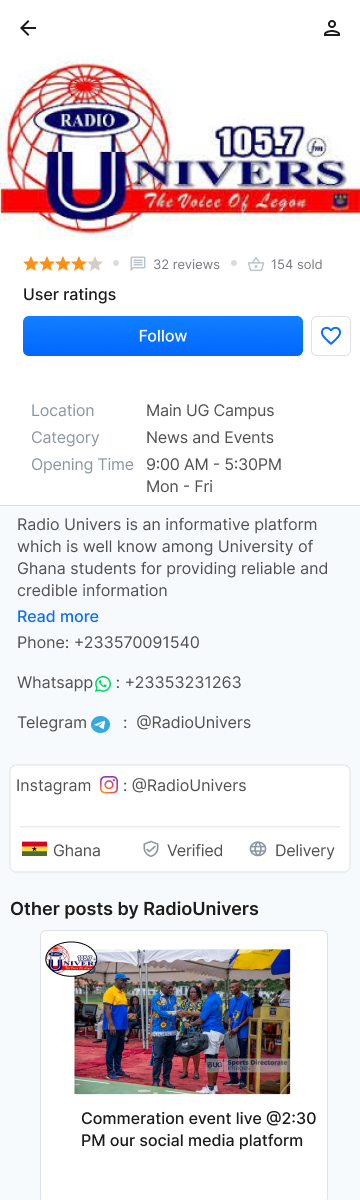 RADIO
UNIVERS
105.7 fm
The Voice Of Legon
32 reviews
154 sold
User ratings
Follow
Location Main UG Campus
Category News and Events
Opening Time 9:00 AM - 5:30PM
Mon - Fri
Radio Univers is an informative platform
which is well know among University of
Ghana students for providing reliable and
credible information
Read more
Phone: +233570091540
Whatsapp : +23353231263
Telegram : @RadioUnivers
Instagram : @RadioUnivers
Ghana Verified Delivery
Other posts by RadioUnivers
105.7
UNIVERS
@UG Sports Directorate
Commeration event live @2:30
PM our social media platform